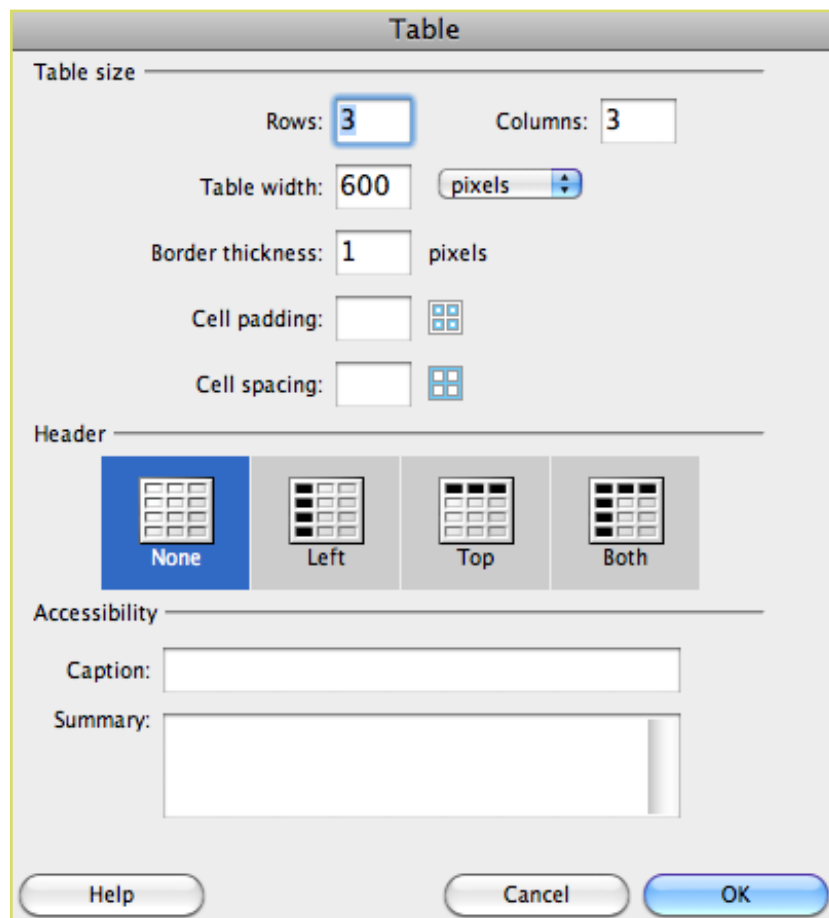 Table
Table size
Rows: 3 Columns: 3
Table width: 600 pixels
Border thickness: 1 pixels
Cell padding:
Cell spacing:
Header
None Left Top Both
Accessibility
Caption:
Summary:
Help Cancel OK